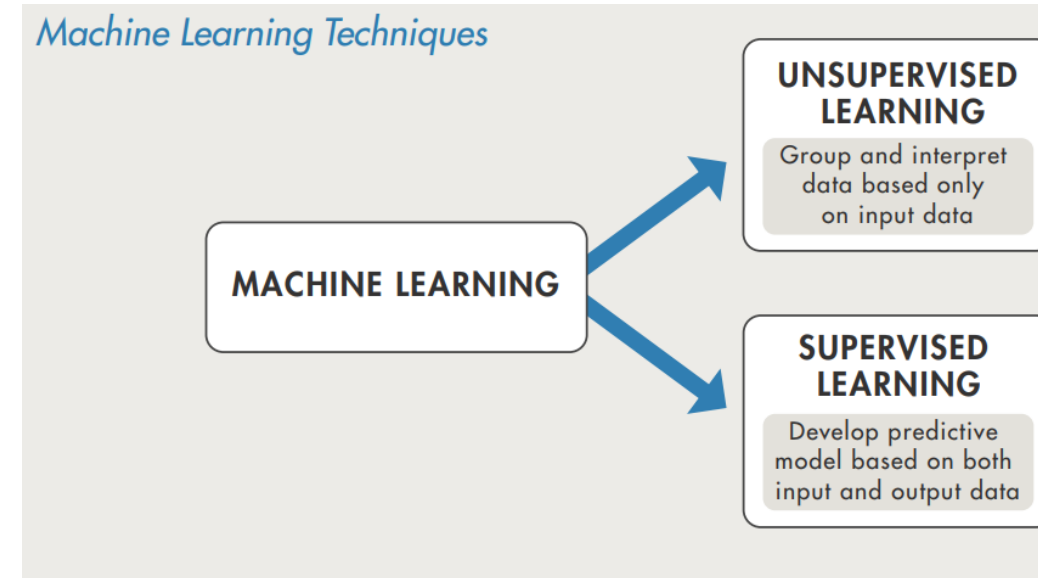 Machine Learning Techniques
UNSUPERVISED
LEARNING
Group and interpret
data based only
on input data
MACHINE LEARNING
SUPERVISED
LEARNING
Develop predictive
model based on both
input and output data